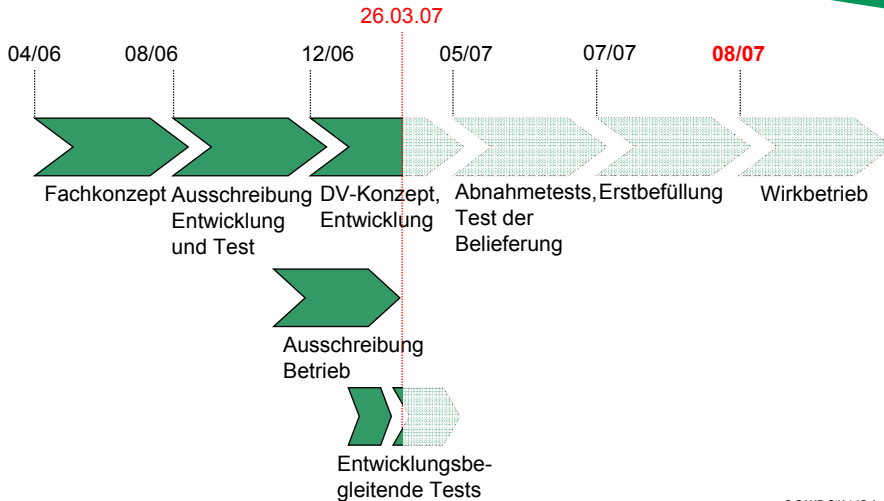 26.03.07
04/06 08/06 12/06 05/07 07/07 08/07
Fachkonzept
Ausschreibung
Entwicklung
und Test
DV-Konzept,
Entwicklung
Abnahmetests,
Test der
Belieferung
Erstbefüllung
Wirkbetrieb
Ausschreibung
Betrieb
Entwicklungsbe-
gleitende Tests